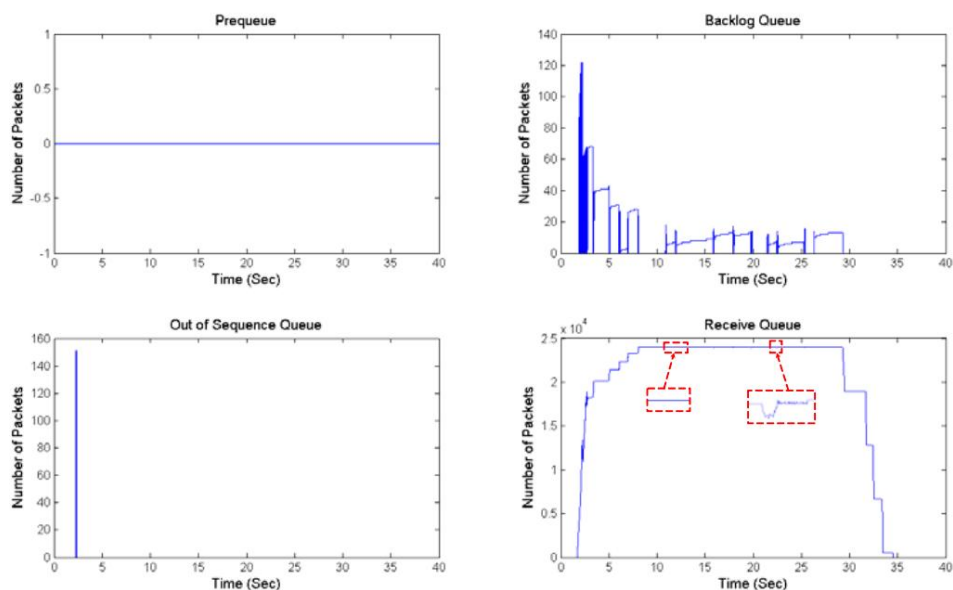 Prequeue
Number of Packets
1
0.5
0
-0.5
-1
0 5 10 15 20 25 30 35 40
Time (Sec)
Backlog Queue
Number of Packets
140
120
100
80
60
40
20
0
0 5 10 15 20 25 30 35 40
Time (Sec)
Out of Sequence Queue
Number of Packets
160
140
120
100
80
60
40
20
0
0 5 10 15 20 25 30 35 40
Time (Sec)
Receive Queue
x 10⁴
Number of Packets
2.5
2
1.5
1
0.5
0
0 5 10 15 20 25 30 35 40
Time (Sec)